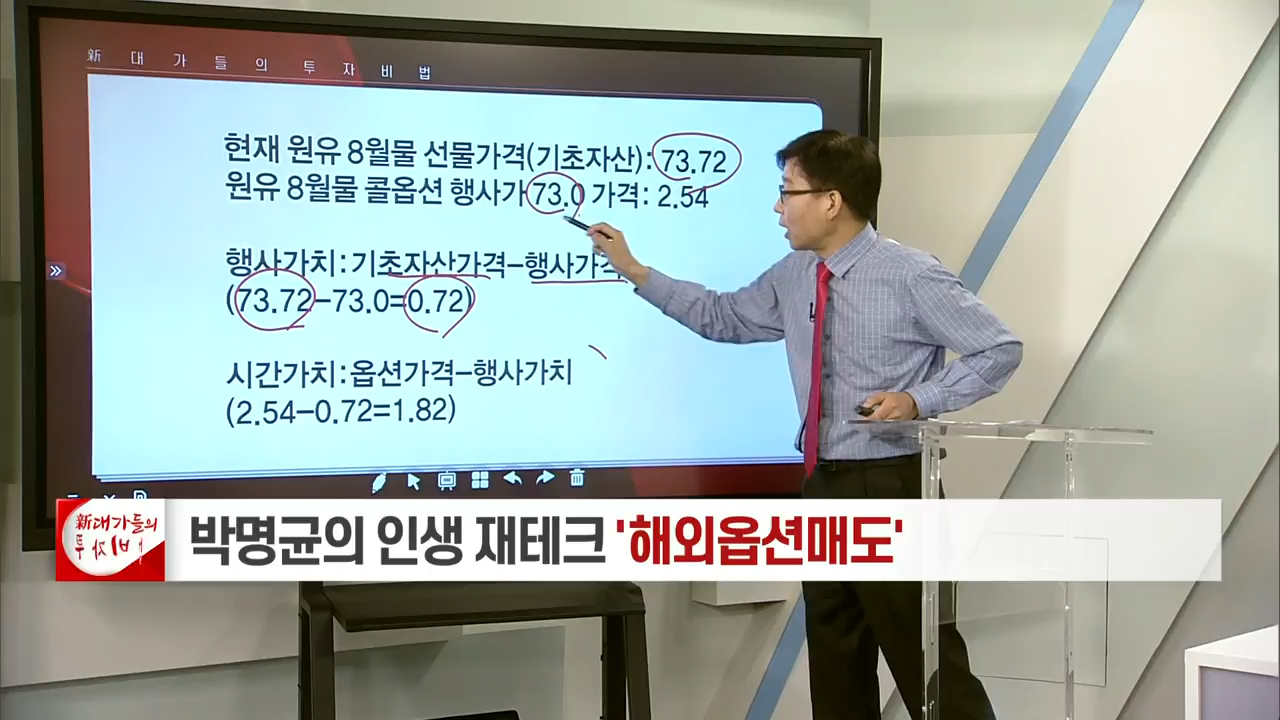 新 대 가 들 의 투 자 비 법
현재 원유 8월물 선물가격(기초자산): 73.72
원유 8월물 콜옵션 행사가 73.0 가격: 2.54
행사가치:기초자산가격-행사가격
(73.72-73.0=0.72)
시간가치:옵션가격-행사가치
(2.54-0.72=1.82)
新대가들의
박명균의 인생 재테크 '해외옵션매도'